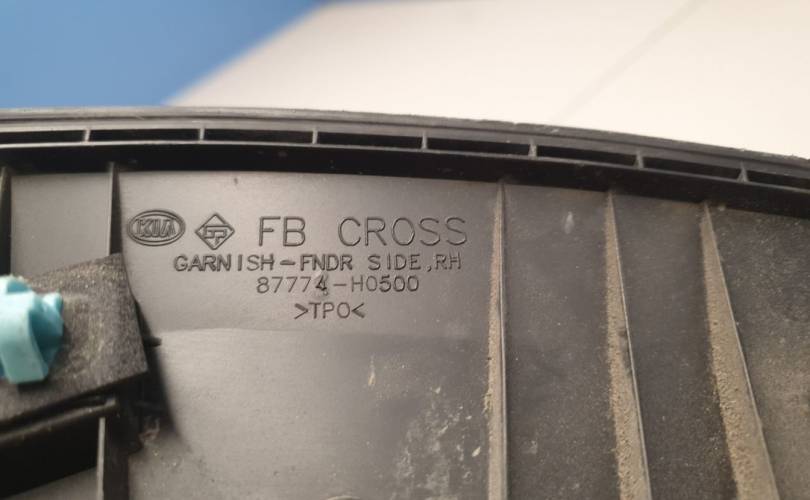 KIA FB CROSS
GARNISH-FNDR SIDE,RH
87774-H0500
>TPO<